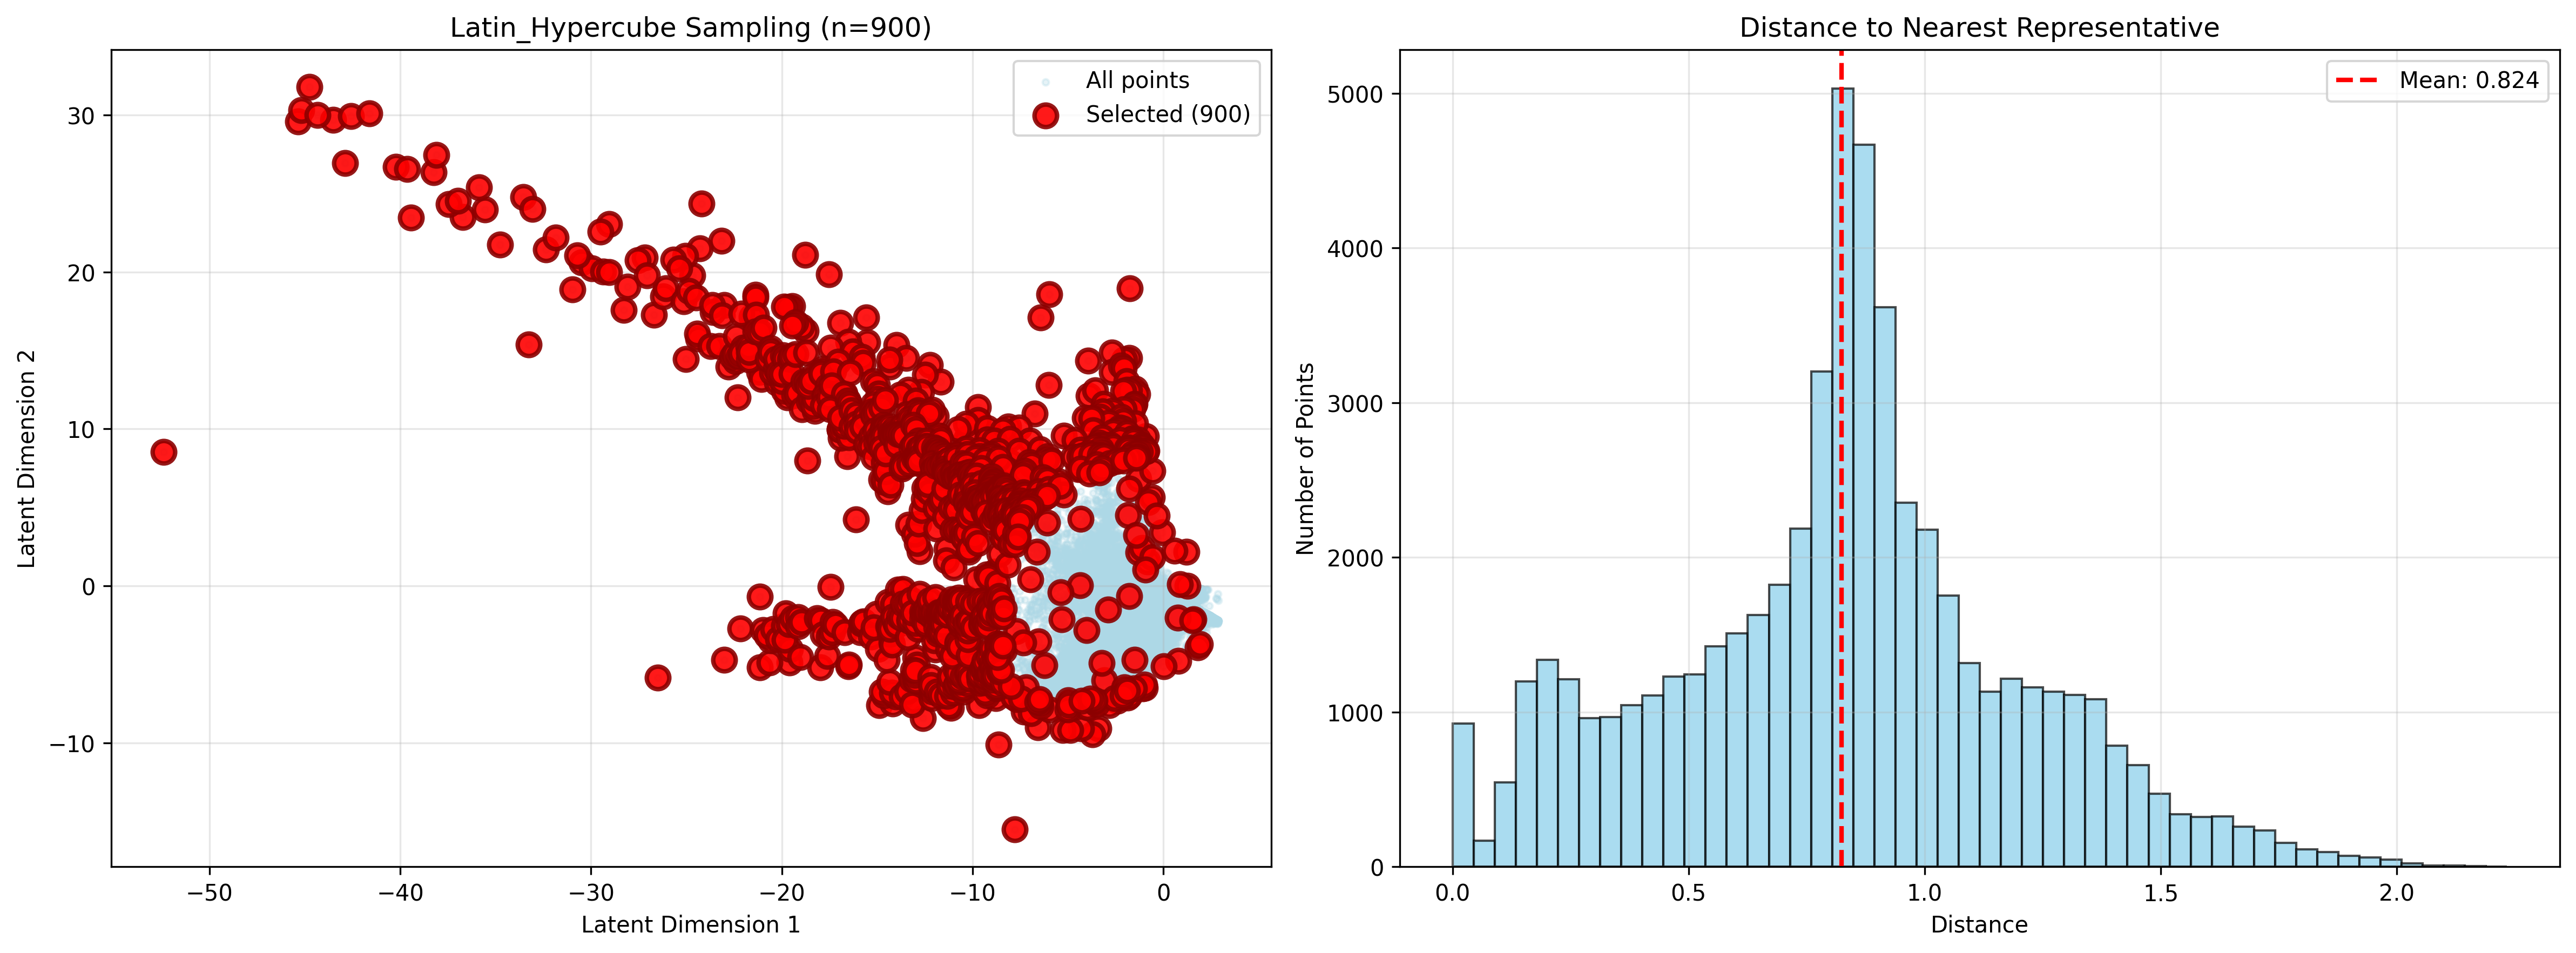 Latin_Hypercube Sampling (n=900)
All points
Selected (900)
30
20
10
0
−10
Latent Dimension 2
−50
−40
−30
−20
−10
0
Latent Dimension 1
Distance to Nearest Representative
Mean: 0.824
5000
4000
3000
2000
1000
0
Number of Points
0.0
0.5
1.0
1.5
2.0
Distance